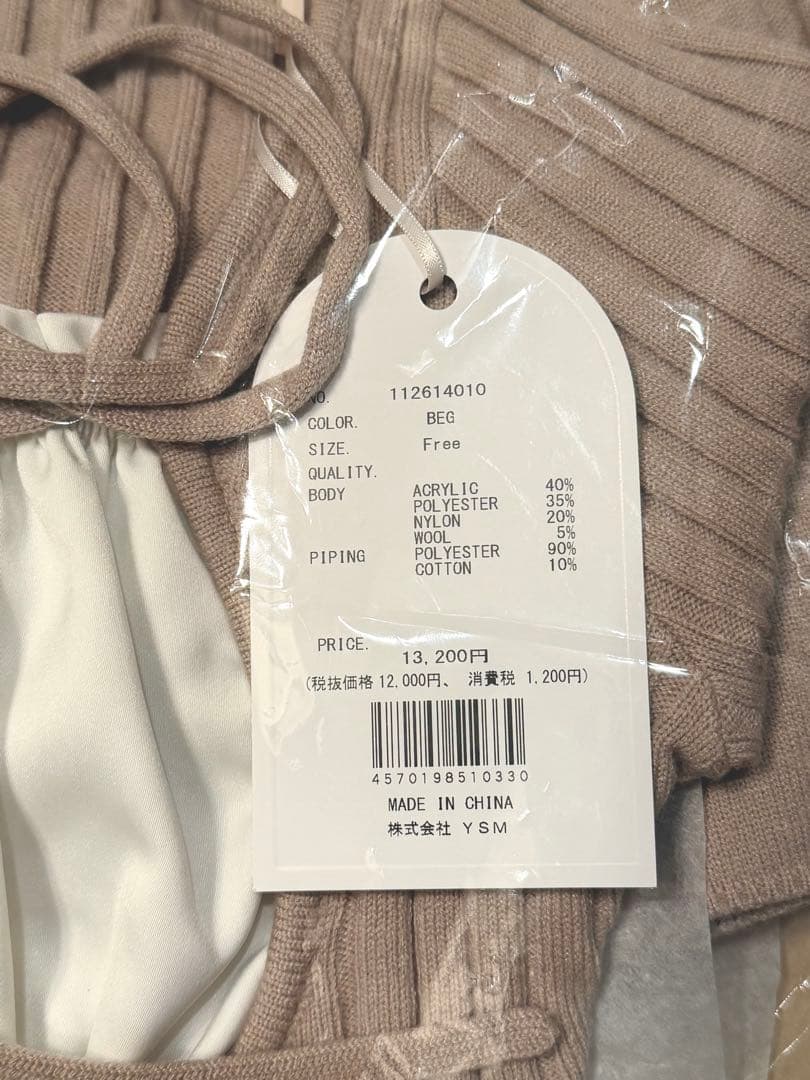 NO. 112614010
COLOR. BEG
SIZE. Free
QUALITY.
BODY ACRYLIC 40%
POLYESTER 35%
NYLON 20%
WOOL 5%
PIPING POLYESTER 90%
COTTON 10%
PRICE. 13,200円
(税抜価格 12,000円、 消費税 1,200円)
4570198510330
MADE IN CHINA
株式会社 YSM